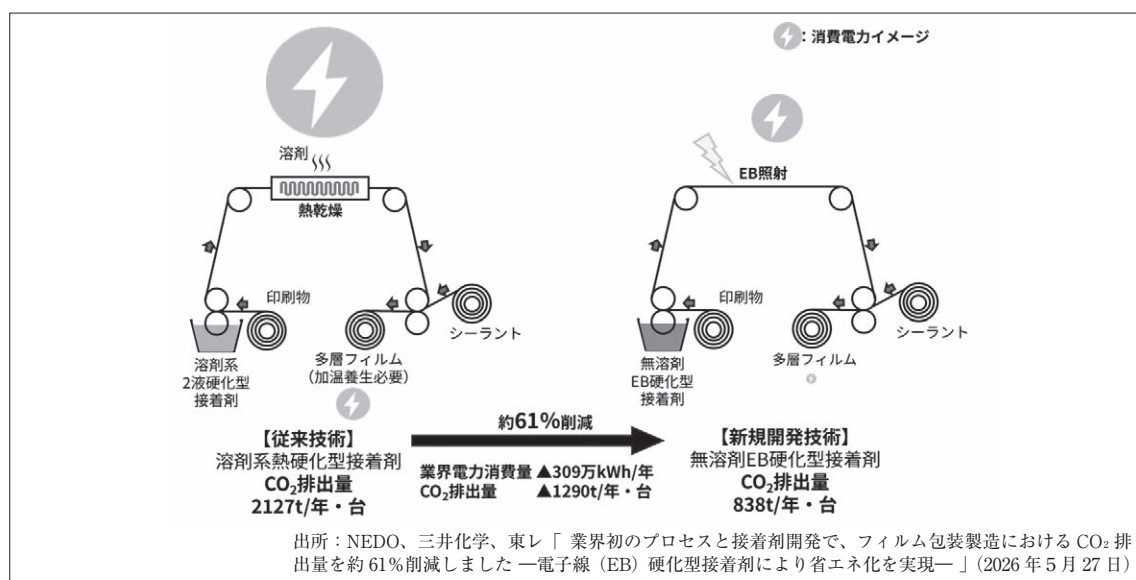 ：消費電力イメージ
溶剤
熱乾燥
印刷物
シーラント
溶剤系
2液硬化型
接着剤
多層フィルム
（加温養生必要）
EB照射
印刷物
シーラント
無溶剤
EB硬化型
接着剤
多層フィルム
【従来技術】
溶剤系熱硬化型接着剤
CO₂排出量
2127t/年・台
約61%削減
業界電力消費量 ▲309万kWh/年
CO₂排出量 ▲1290t/年・台
【新規開発技術】
無溶剤EB硬化型接着剤
CO₂排出量
838t/年・台
出所：NEDO、三井化学、東レ「 業界初のプロセスと接着剤開発で、フィルム包装製造における CO₂ 排
出量を約 61％削減しました ―電子線（EB）硬化型接着剤により省エネ化を実現― 」（2026 年 5 月 27 日）